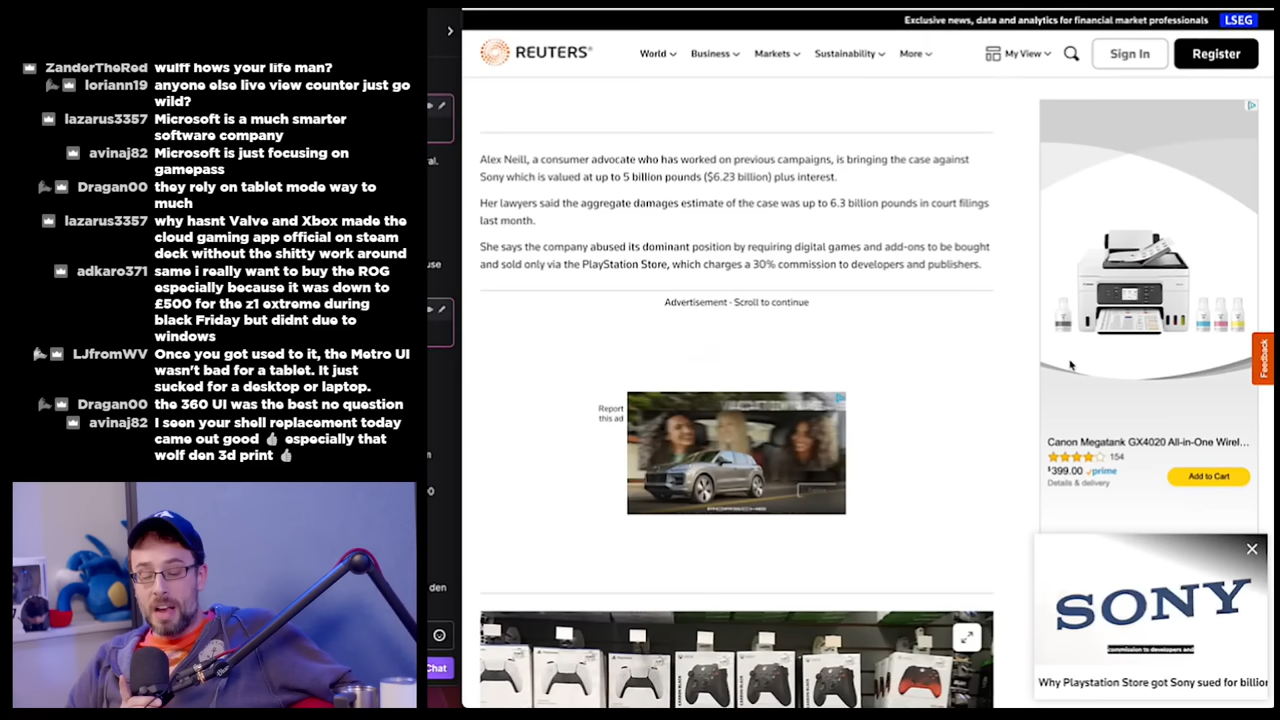 ZanderTheRed wulff hows your life man?
loriann19 anyone else live view counter just go
wild?
lazarus3357 Microsoft is a much smarter
software company
avinaj82 Microsoft is just focusing on
gamepass
Dragan00 they rely on tablet mode way to
much
lazarus3357 why hasnt Valve and Xbox made the
cloud gaming app official on steam
deck without the shitty work around
adkaro371 same i really want to buy the ROG
especially because it was down to
£500 for the z1 extreme during
black Friday but didnt due to
windows
LJfromWV Once you got used to it, the Metro UI
wasn't bad for a tablet. It just
sucked for a desktop or laptop.
Dragan00 the 360 UI was the best no question
avinaj82 I seen your shell replacement today
came out good 👍 especially that
wolf den 3d print 👍
ral.
use
m
00
den
Chat
Exclusive news, data and analytics for financial market professionals LSEG
REUTERS®
World
Business
Markets
Sustainability
More
My View
Sign In
Register
Alex Neill, a consumer advocate who has worked on previous campaigns, is bringing the case against
Sony which is valued at up to 5 billion pounds ($6.23 billion) plus interest.
Her lawyers said the aggregate damages estimate of the case was up to 6.3 billion pounds in court filings
last month.
She says the company abused its dominant position by requiring digital games and add-ons to be bought
and sold only via the PlayStation Store, which charges a 30% commission to developers and publishers.
Advertisement · Scroll to continue
Report
this ad
PORSCHE
Canon Megatank GX4020 All-in-One Wirel...
154
$399.00 prime
Details & delivery
Add to Cart
Feedback
SONY
commission to developers and
Why Playstation Store got Sony sued for billior